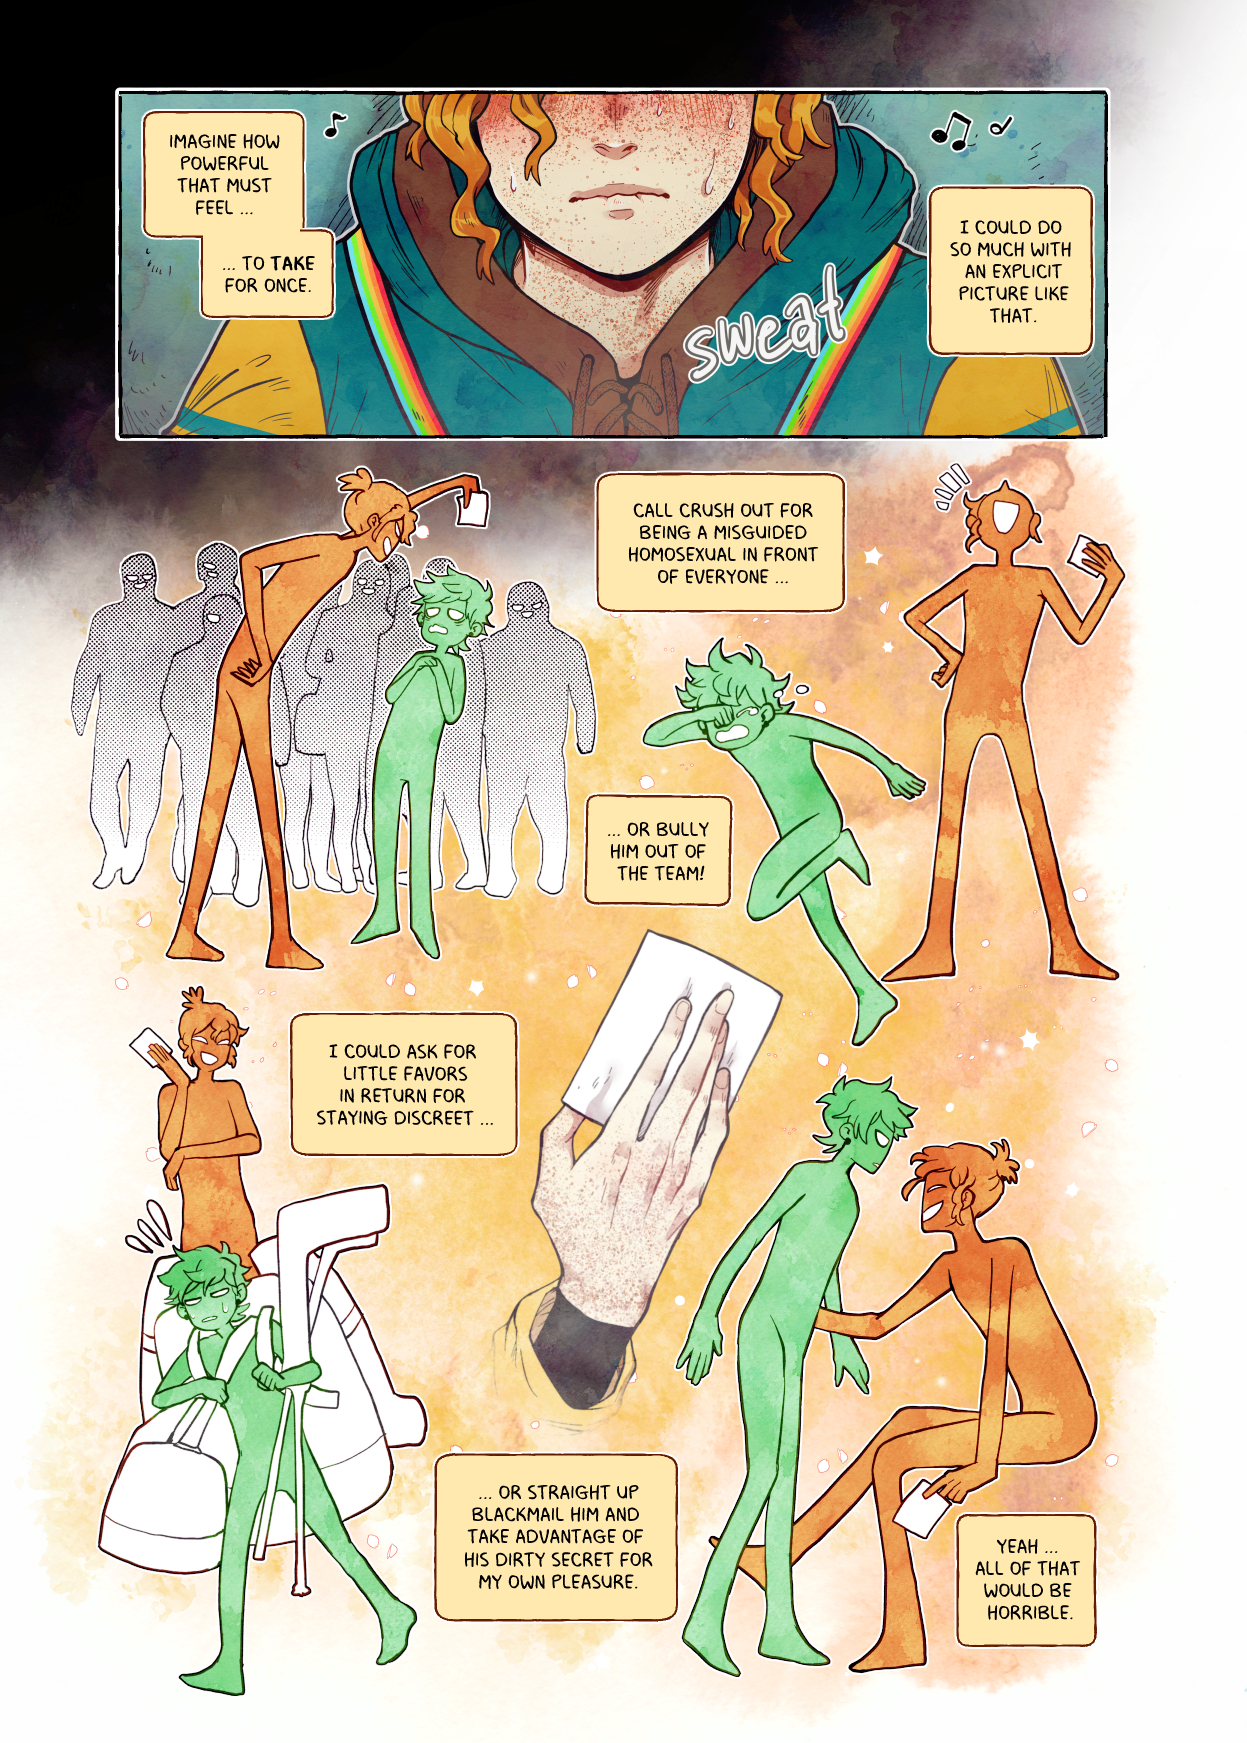 IMAGINE HOW
POWERFUL
THAT MUST
FEEL ...
... TO TAKE
FOR ONCE.
I COULD DO
SO MUCH WITH
AN EXPLICIT
PICTURE LIKE
THAT.
sweat
CALL CRUSH OUT FOR
BEING A MISGUIDED
HOMOSEXUAL IN FRONT
OF EVERYONE ...
... OR BULLY
HIM OUT OF
THE TEAM!
I COULD ASK FOR
LITTLE FAVORS
IN RETURN FOR
STAYING DISCREET ...
... OR STRAIGHT UP
BLACKMAIL HIM AND
TAKE ADVANTAGE OF
HIS DIRTY SECRET FOR
MY OWN PLEASURE.
YEAH ...
ALL OF THAT
WOULD BE
HORRIBLE.